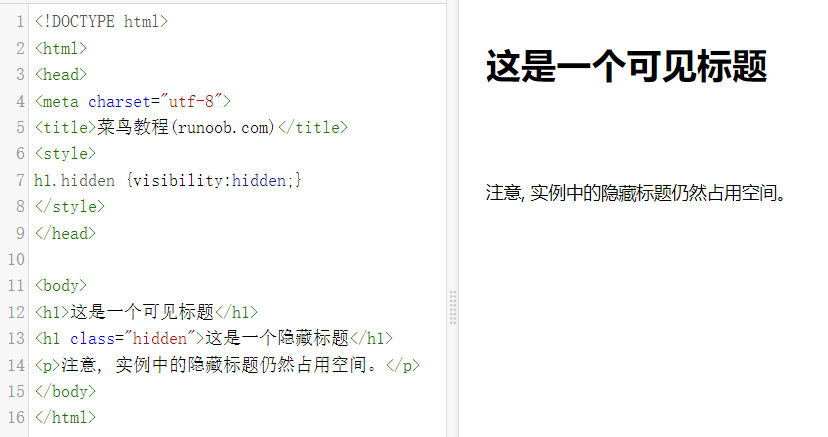 1 <!DOCTYPE html>
2 <html>
3 <head>
4 <meta charset="utf-8">
5 <title>菜鸟教程(runoob.com)</title>
6 <style>
7 h1.hidden {visibility:hidden;}
8 </style>
9 </head>
10
11 <body>
12 <h1>这是一个可见标题</h1>
13 <h1 class="hidden">这是一个隐藏标题</h1>
14 <p>注意, 实例中的隐藏标题仍然占用空间。</p>
15 </body>
16 </html>
这是一个可见标题
注意, 实例中的隐藏标题仍然占用空间。